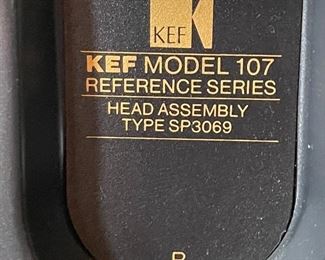 KEF
KEF MODEL 107
REFERENCE SERIES
HEAD ASSEMBLY
TYPE SP3069